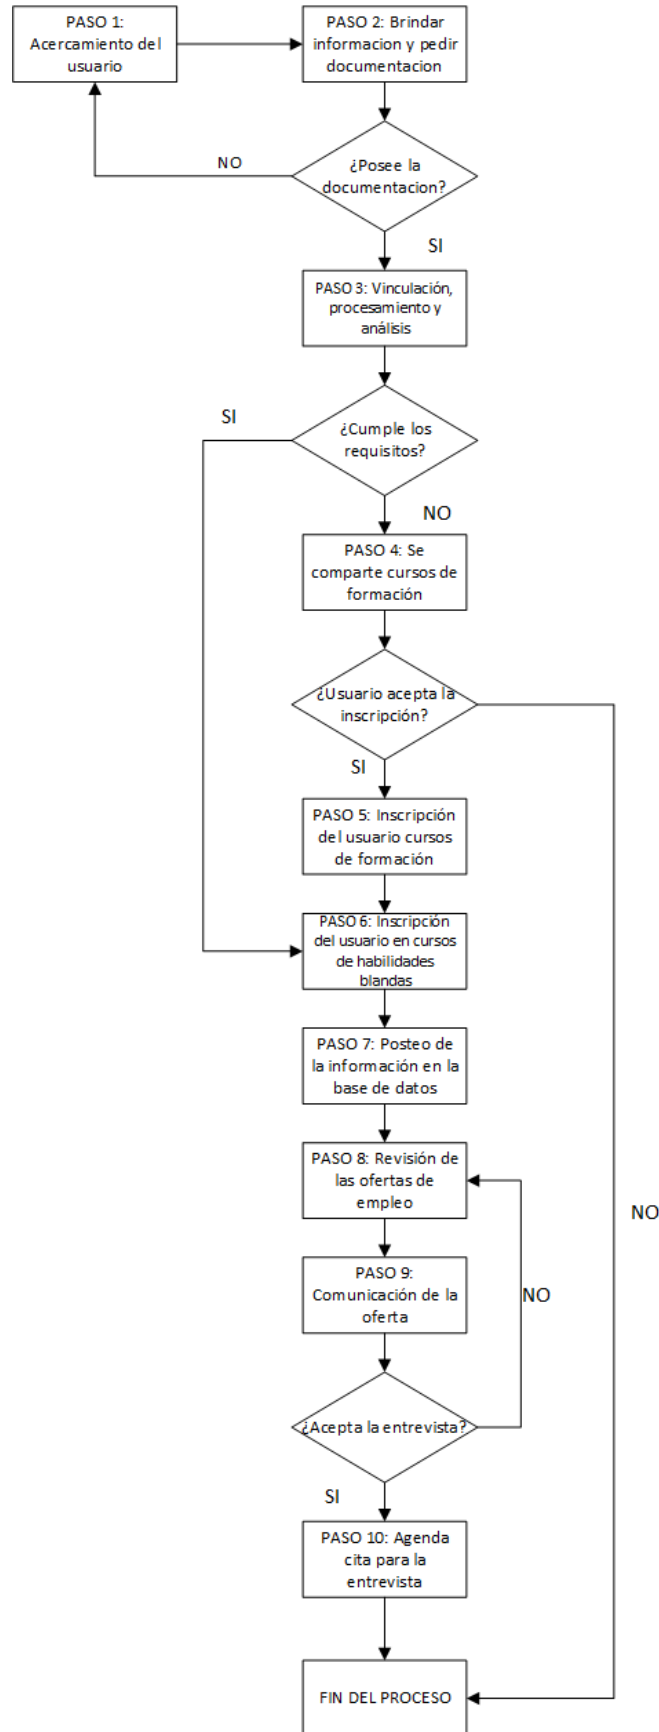 PASO 1:
Acercamiento del
usuario
PASO 2: Brindar
informacion y pedir
documentacion
NO
¿Posee la
documentacion?
SI
PASO 3: Vinculación,
procesamiento y
análisis
SI
¿Cumple los
requisitos?
NO
PASO 4: Se
comparte cursos de
formación
¿Usuario acepta la
inscripción?
SI
PASO 5: Inscripción
del usuario cursos
de formación
PASO 6: Inscripción
del usuario en cursos
de habilidades
blandas
PASO 7: Posteo de
la información en la
base de datos
PASO 8: Revisión de
las ofertas de
empleo
NO
PASO 9:
Comunicación de la
oferta
NO
¿Acepta la entrevista?
SI
PASO 10: Agenda
cita para la
entrevista
FIN DEL PROCESO